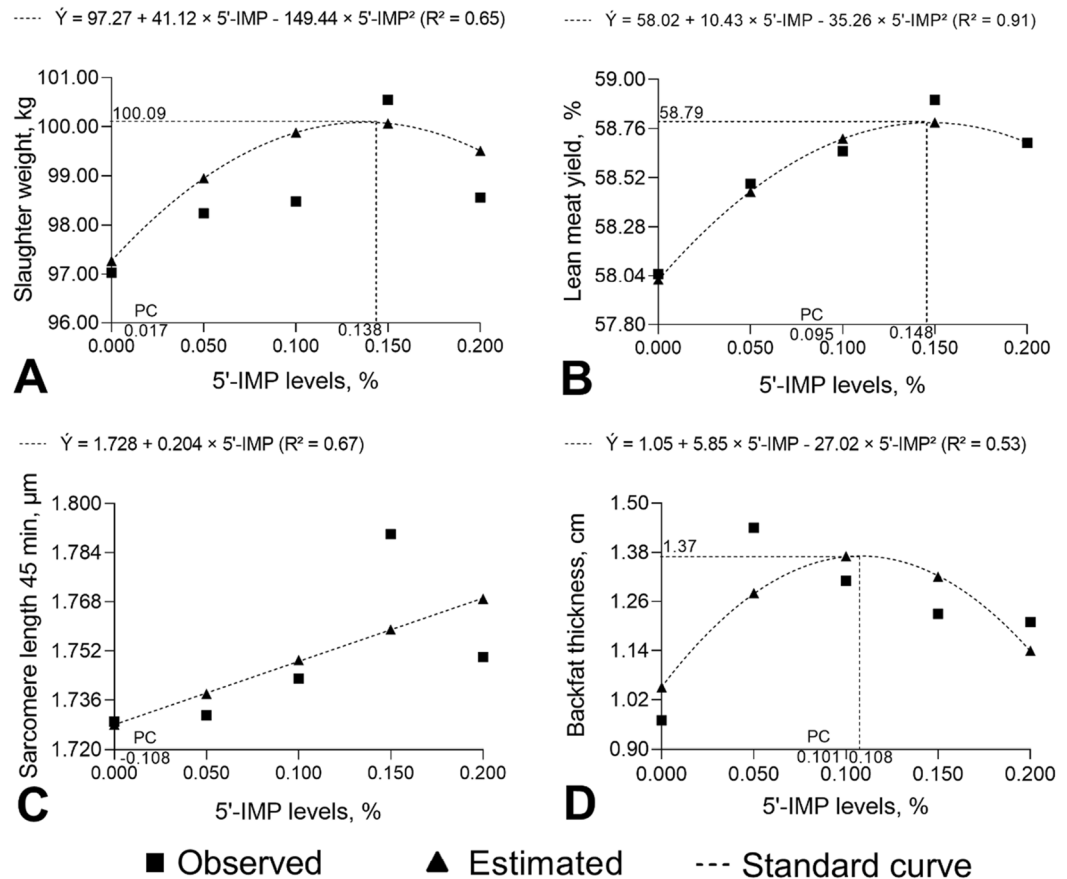 Ý = 97.27 + 41.12 × 5'-IMP - 149.44 × 5'-IMP² (R² = 0.65)
Slaughter weight, kg
101.00
100.00
99.00
98.00
97.00
96.00
100.09
PC
0.017
0.138
0.000 0.050 0.100 0.150 0.200
5'-IMP levels, %
A
Ý = 58.02 + 10.43 × 5'-IMP - 35.26 × 5'-IMP² (R² = 0.91)
Lean meat yield, %
59.00
58.76
58.52
58.28
58.04
57.80
58.79
PC
0.095
0.148
0.000 0.050 0.100 0.150 0.200
5'-IMP levels, %
B
Ý = 1.728 + 0.204 × 5'-IMP (R² = 0.67)
Sarcomere length 45 min, µm
1.800
1.784
1.768
1.752
1.736
1.720
PC
-0.108
0.000 0.050 0.100 0.150 0.200
5'-IMP levels, %
C
Ý = 1.05 + 5.85 × 5'-IMP - 27.02 × 5'-IMP² (R² = 0.53)
Backfat thickness, cm
1.50
1.38
1.26
1.14
1.02
0.90
1.37
PC
0.101
0.108
0.000 0.050 0.100 0.150 0.200
5'-IMP levels, %
D
Observed Estimated Standard curve